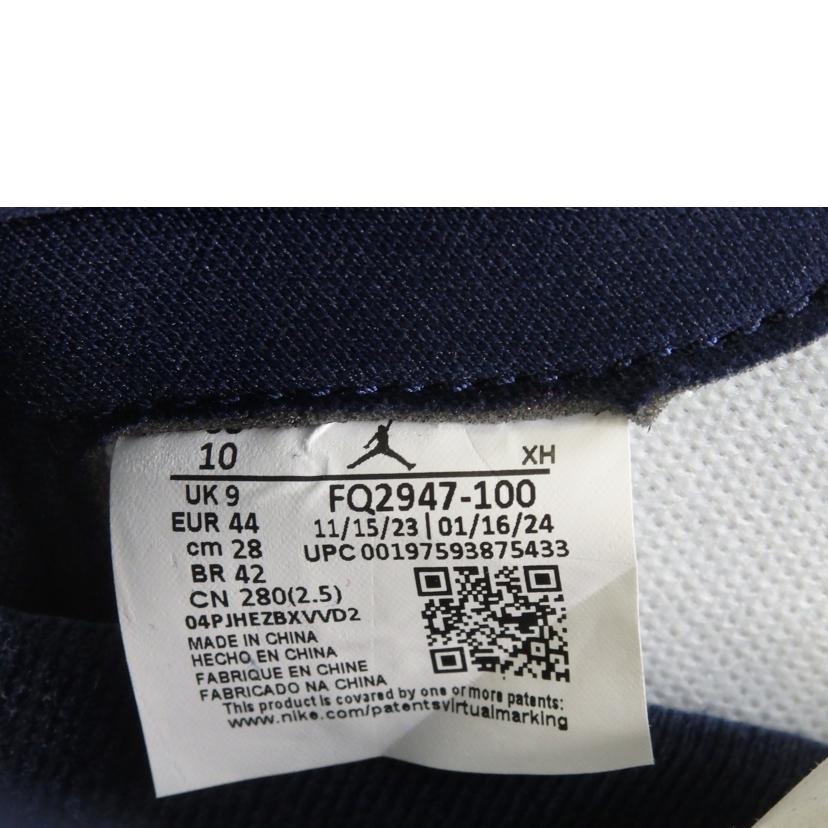 10 XH
UK 9 FQ2947-100
EUR 44 11/15/23 | 01/16/24
cm 28 UPC 00197593875433
BR 42
CN 280(2.5)
04PJHEZBXVVD2
MADE IN CHINA
HECHO EN CHINA
FABRIQUE EN CHINE
FABRICADO NA CHINA
This product is covared by one or more patents:
www.nike.com/patentsvirtualmarking